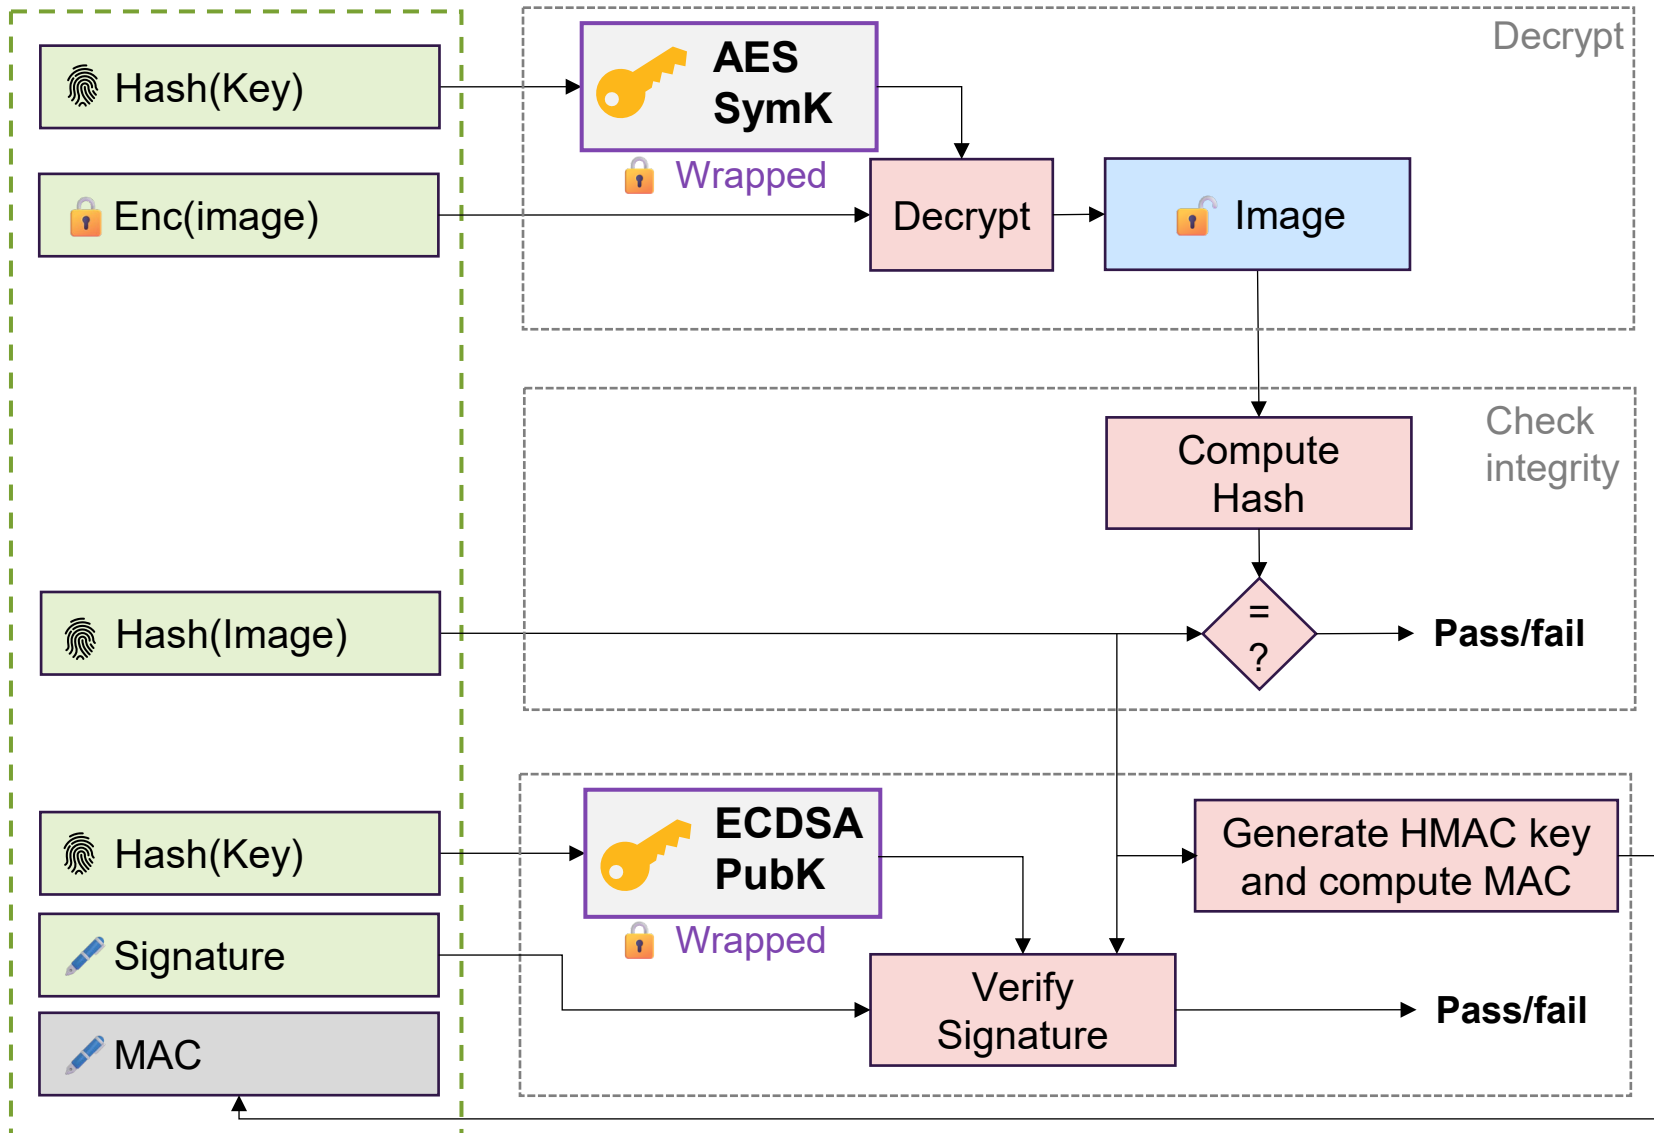 Decrypt
Hash(Key)
AES
SymK
Wrapped
Enc(image)
Decrypt
Image
Check
integrity
Compute
Hash
Hash(Image)
=
?
Pass/fail
Hash(Key)
ECDSA
PubK
Wrapped
Generate HMAC key
and compute MAC
Signature
Verify
Signature
Pass/fail
MAC